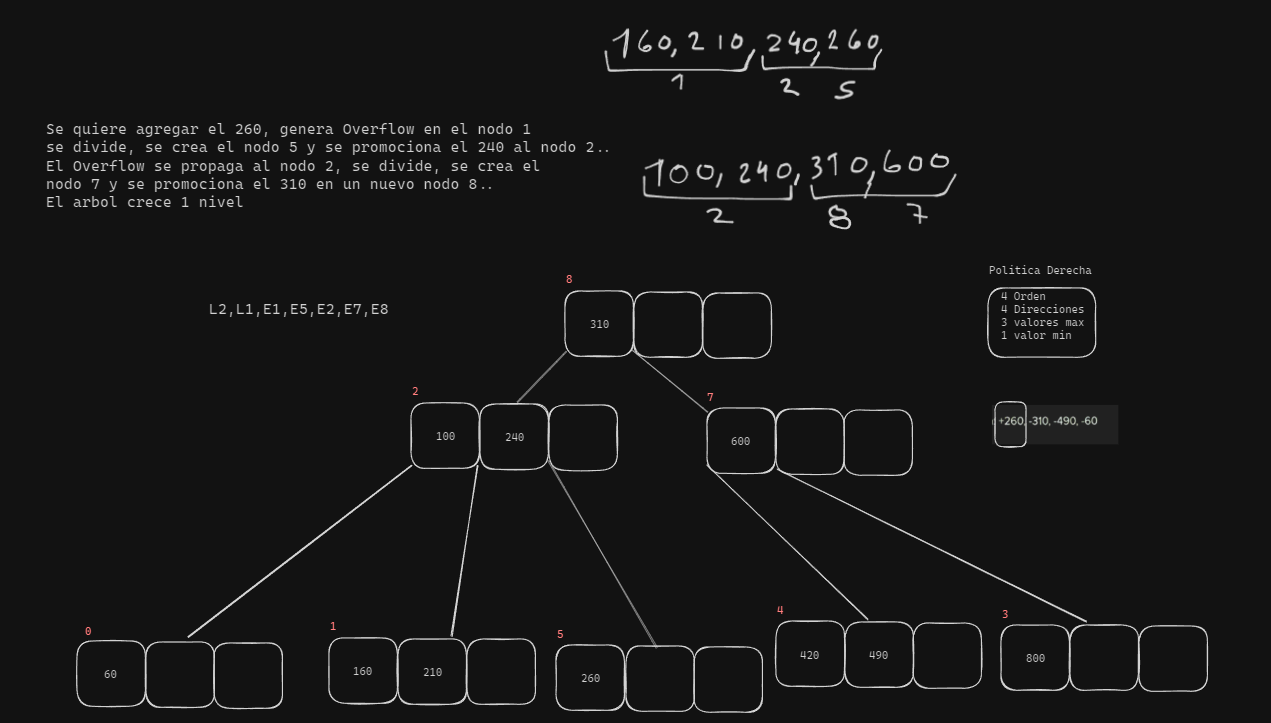 160,210,240,260,
1 2 5
Se quiere agregar el 260, genera Overflow en el nodo 1
se divide, se crea el nodo 5 y se promociona el 240 al nodo 2..
El Overflow se propaga al nodo 2, se divide, se crea el
nodo 7 y se promociona el 310 en un nuevo nodo 8..
El arbol crece 1 nivel
100,240,310,600
2 8 7
Politica Derecha
4 Orden
4 Direcciones
3 valores max
1 valor min
L2,L1,E1,E5,E2,E7,E8
8
310
+260, -310, -490, -60
2
100 240
7
600
0
60
1
160 210
5
260
4
420 490
3
800